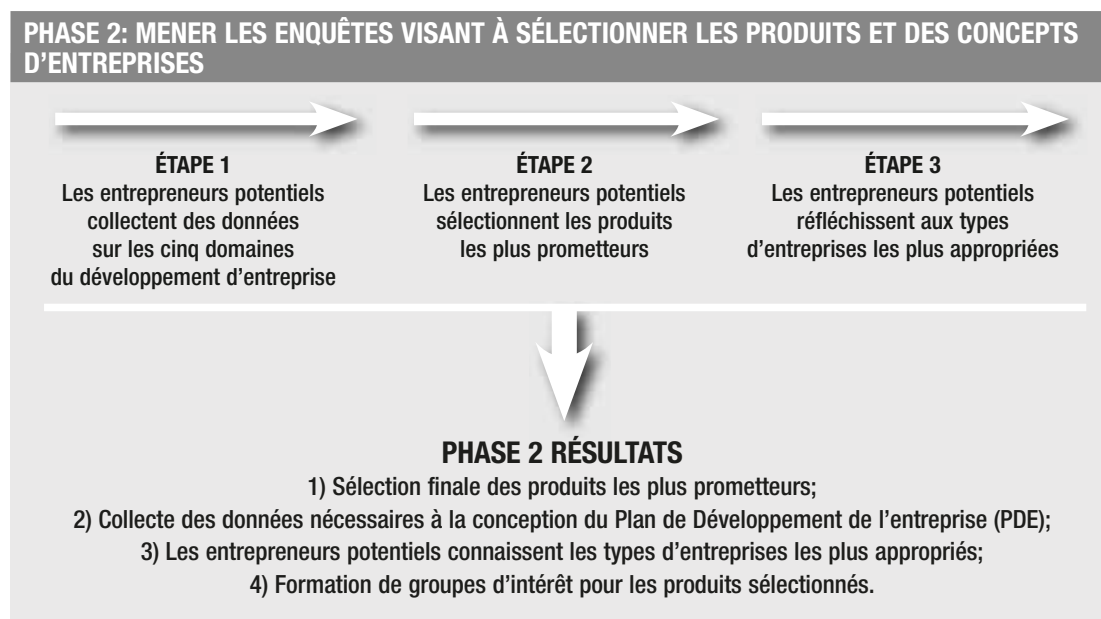 PHASE 2: MENER LES ENQUÊTES VISANT À SÉLECTIONNER LES PRODUITS ET DES CONCEPTS
D’ENTREPRISES
ÉTAPE 1
Les entrepreneurs potentiels
collectent des données
sur les cinq domaines
du développement d’entreprise
ÉTAPE 2
Les entrepreneurs potentiels
sélectionnent les produits
les plus prometteurs
ÉTAPE 3
Les entrepreneurs potentiels
réfléchissent aux types
d’entreprises les plus appropriées
PHASE 2 RÉSULTATS
1) Sélection finale des produits les plus prometteurs;
2) Collecte des données nécessaires à la conception du Plan de Développement de l’entreprise (PDE);
3) Les entrepreneurs potentiels connaissent les types d’entreprises les plus appropriés;
4) Formation de groupes d’intérêt pour les produits sélectionnés.